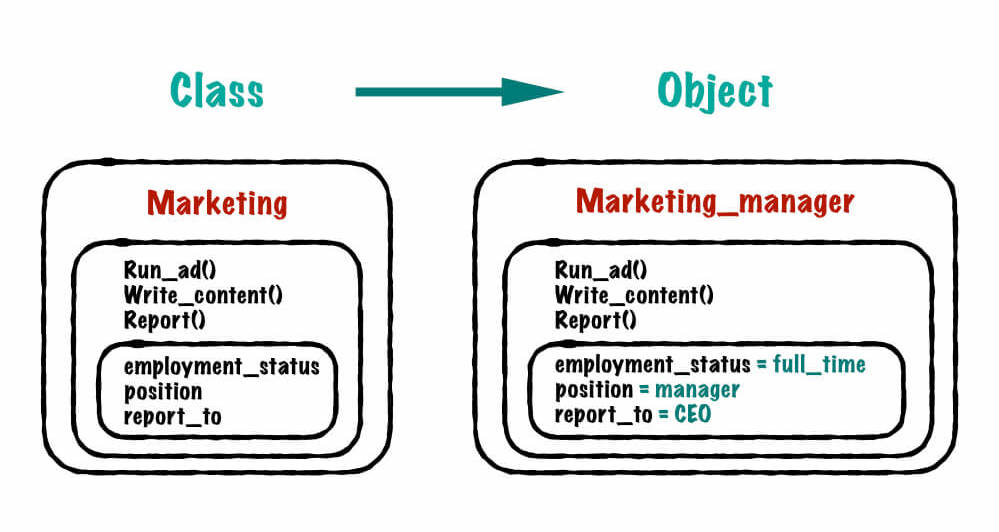 Class
Object
Marketing
Run_ad()
Write_content()
Report()
employment_status
position
report_to
Marketing_manager
Run_ad()
Write_content()
Report()
employment_status = full_time
position = manager
report_to = CEO